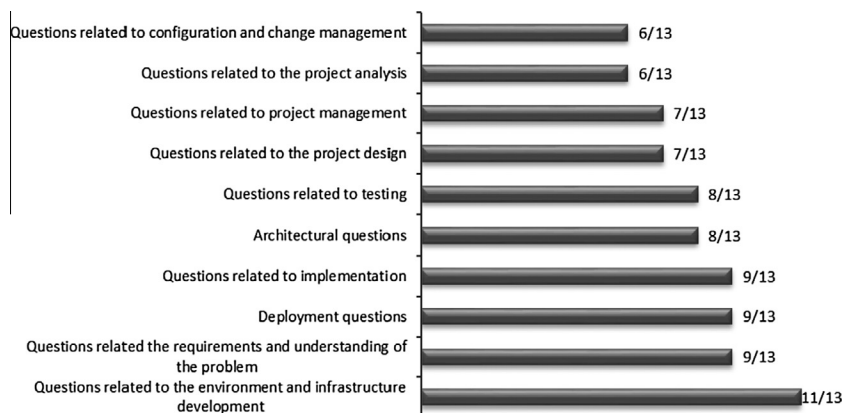 Questions related to configuration and change management 6/13
Questions related to the project analysis 6/13
Questions related to project management 7/13
Questions related to the project design 7/13
Questions related to testing 8/13
Architectural questions 8/13
Questions related to implementation 9/13
Deployment questions 9/13
Questions related the requirements and understanding of
the problem 9/13
Questions related to the environment and infrastructure
development 11/13